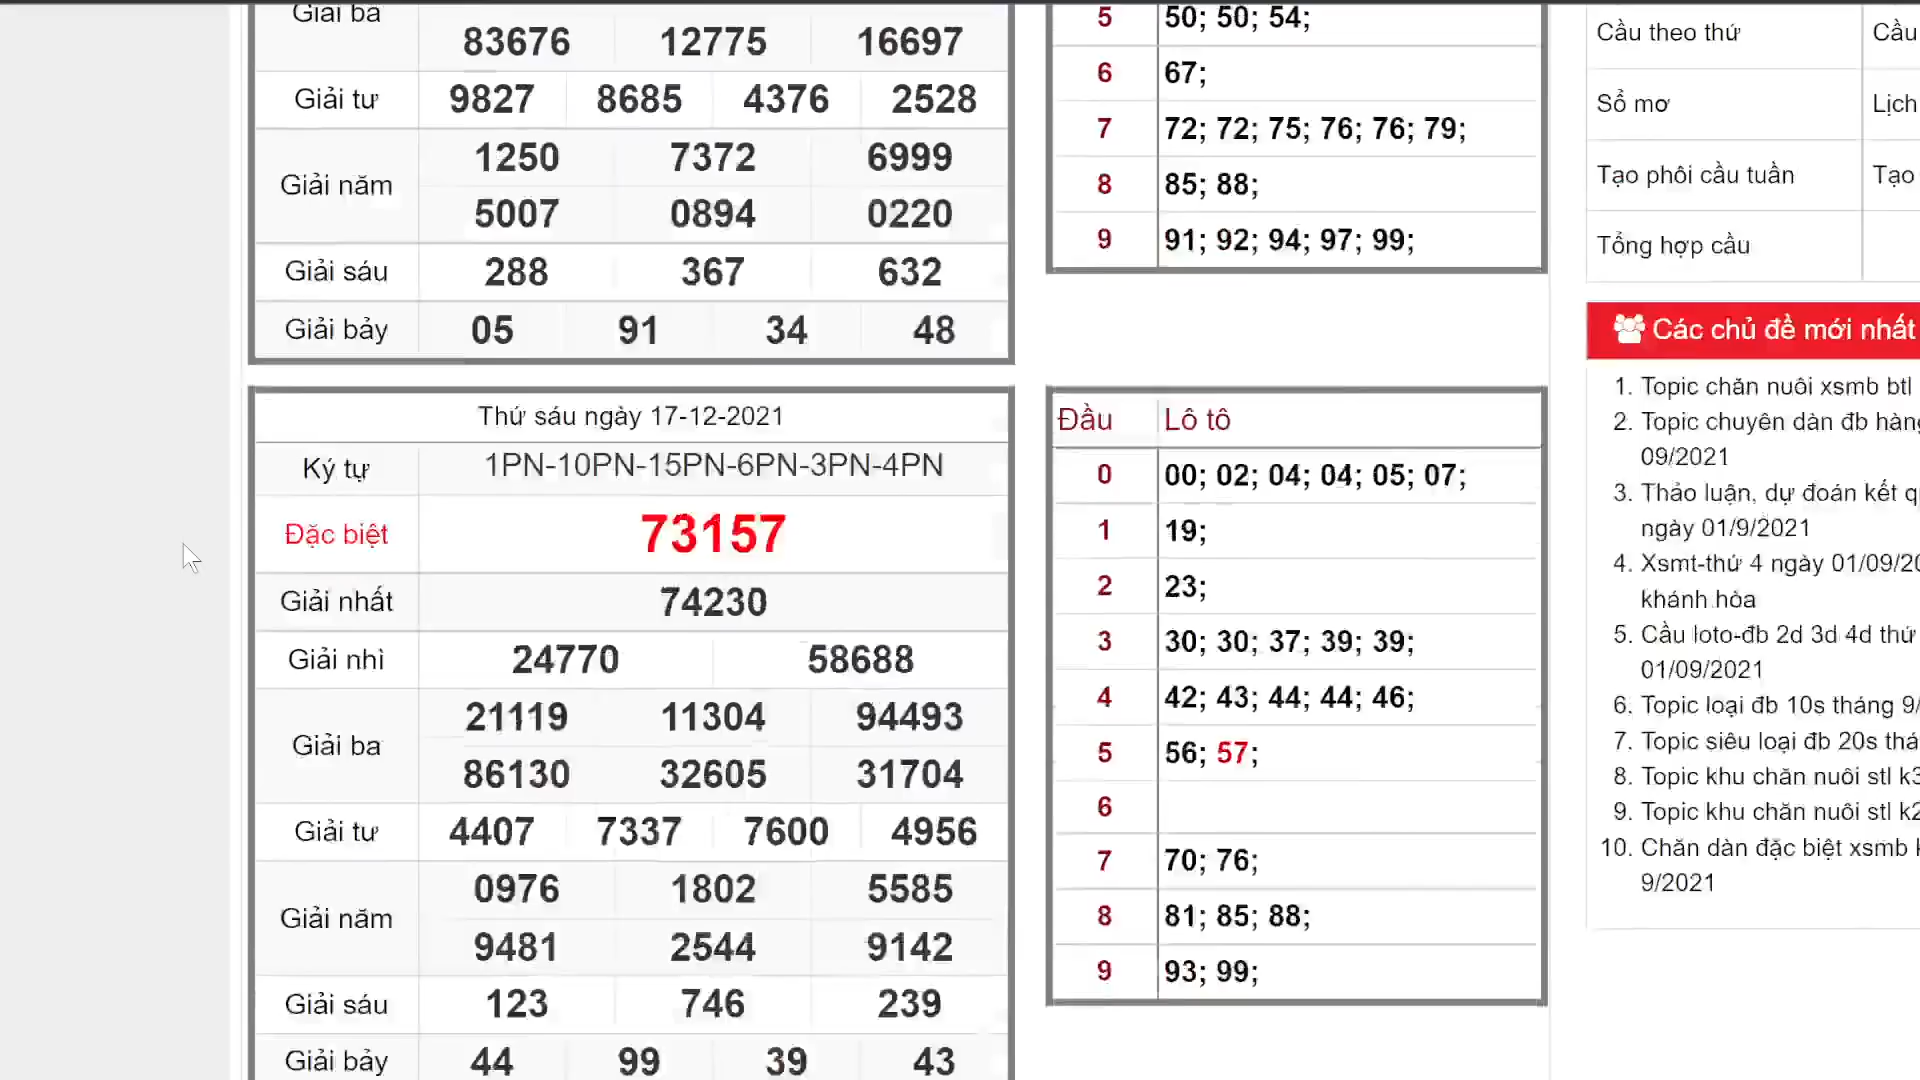 Giải ba
83676 12775 16697
Giải tư 9827 8685 4376 2528
1250 7372 6999
Giải năm
5007 0894 0220
Giải sáu 288 367 632
Giải bảy 05 91 34 48
Thứ sáu ngày 17-12-2021
Ký tự 1PN-10PN-15PN-6PN-3PN-4PN
Đặc biệt 73157
Giải nhất 74230
Giải nhì 24770 58688
21119 11304 94493
Giải ba
86130 32605 31704
Giải tư 4407 7337 7600 4956
0976 1802 5585
Giải năm
9481 2544 9142
Giải sáu 123 746 239
Giải bảy 44 99 39 43
5 50; 50; 54;
6 67;
7 72; 72; 75; 76; 76; 79;
8 85; 88;
9 91; 92; 94; 97; 99;
Đầu Lô tô
0 00; 02; 04; 04; 05; 07;
1 19;
2 23;
3 30; 30; 37; 39; 39;
4 42; 43; 44; 44; 46;
5 56; 57;
6
7 70; 76;
8 81; 85; 88;
9 93; 99;
Cầu theo thứ Cầu
Sổ mơ Lịch
Tạo phôi cầu tuần Tạo
Tổng hợp cầu
Các chủ đề mới nhất
1. Topic chăn nuôi xsmb btl
2. Topic chuyên dàn đb hàng
09/2021
3. Thảo luận, dự đoán kết q
ngày 01/9/2021
4. Xsmt-thứ 4 ngày 01/09/20
khánh hòa
5. Cầu loto-đb 2d 3d 4d thứ
01/09/2021
6. Topic loại đb 10s tháng 9/
7. Topic siêu loại đb 20s thá
8. Topic khu chăn nuôi stl k3
9. Topic khu chăn nuôi stl k2
10. Chăn dàn đặc biệt xsmb k
9/2021